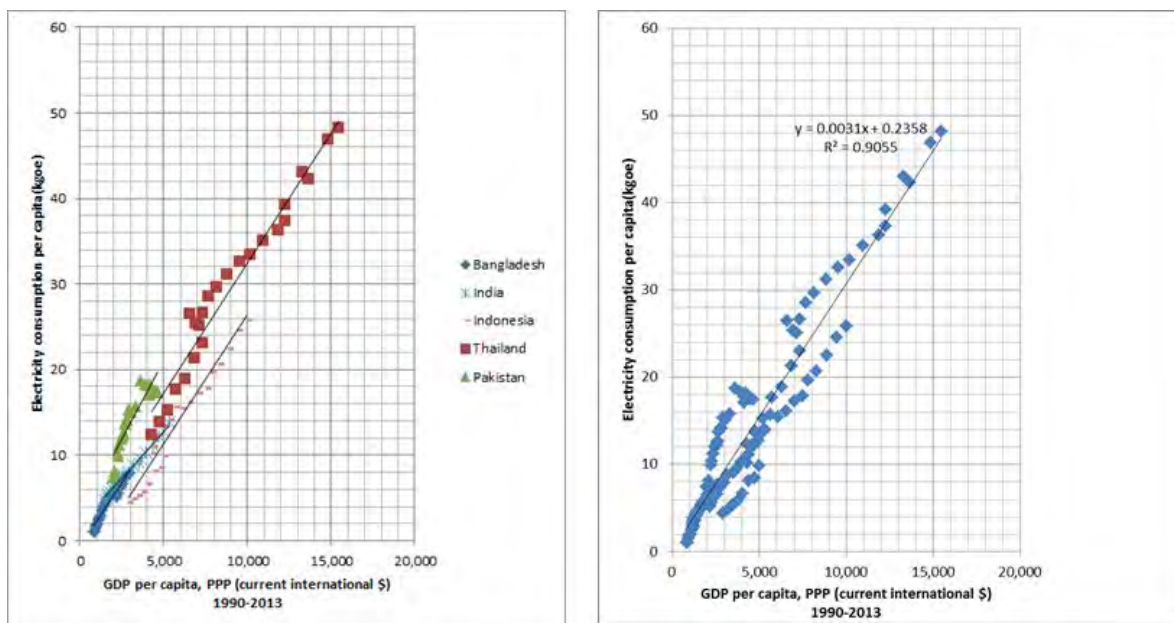 60
50
40
30
20
10
0
Electricity consumption per capita(kgoe)
Bangladesh
India
Indonesia
Thailand
Pakistan
0 5,000 10,000 15,000 20,000
GDP per capita, PPP (current international $)
1990-2013
60
50
40
30
20
10
0
Electricity consumption per capita(kgoe)
y = 0.0031x + 0.2358
R² = 0.9055
0 5,000 10,000 15,000 20,000
GDP per capita, PPP (current international $)
1990-2013